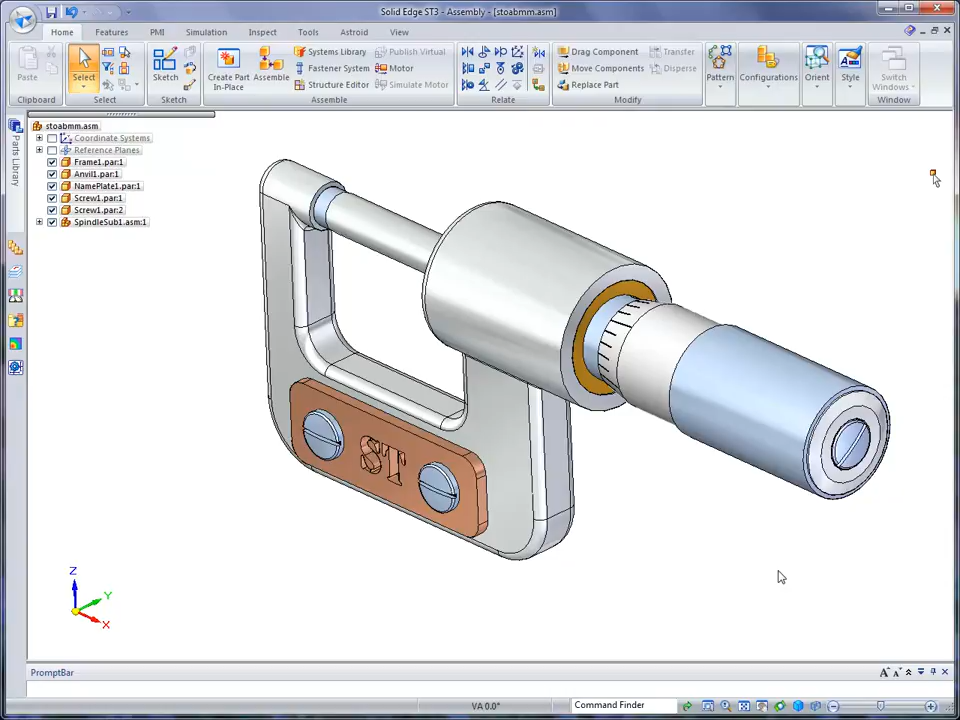 Solid Edge ST3 - Assembly - [stoabmm.asm]
Home Features PMI Simulation Inspect Tools Astroid View
Paste
Clipboard
Select
Select
Sketch
Sketch
Create Part In-Place
Assembly
Systems Library
Fastener System
Structure Editor
Publish Virtual
Motor
Simulate Motor
Assemble
Relate
Drag Component
Move Components
Replace Part
Transfer
Disperse
Modify
Pattern
Configurations
Orient
Style
Switch Windows
Window
Parts Library
stoabmm.asm
Coordinate Systems
Reference Planes
Frame1.par:1
Anvil1.par:1
NamePlate1.par:1
Screw1.par:1
Screw1.par:2
SpindleSub1.asm:1
ST
Z
Y
X
PromptBar
VA 0.0°
Command Finder